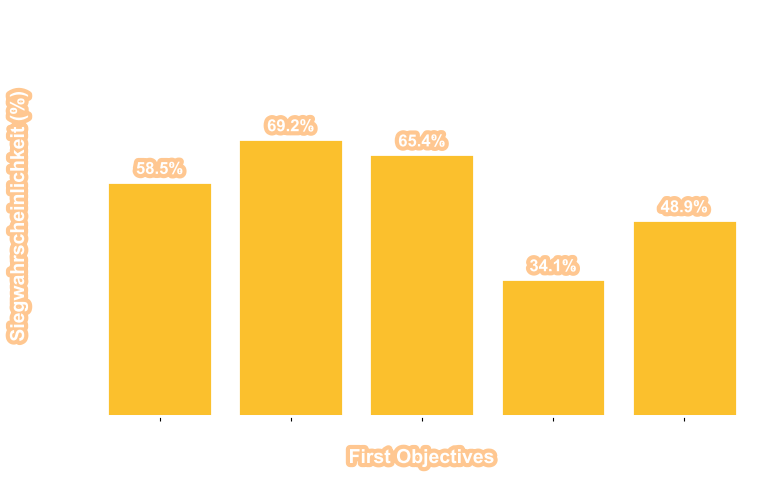 Siegwahrscheinlichkeit (%)
58.5%
69.2%
65.4%
34.1%
48.9%
First Objectives